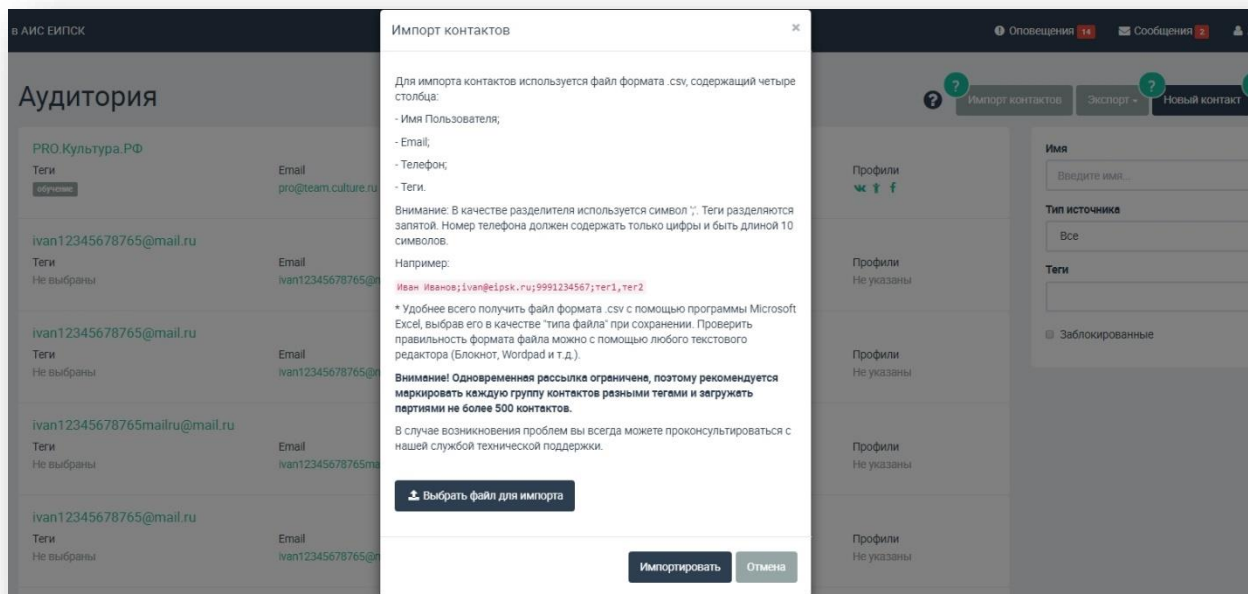 в АИС ЕИПСК
Оповещения 14
Сообщения 2
Аудитория
?
? Импорт контактов
Экспорт
? Новый контакт
PRO.Культура.РФ
Теги
обучение
Email
pro@team.culture.ru
Профили
ivan12345678765@mail.ru
Теги
Не выбраны
Email
ivan12345678765@m
Профили
Не указаны
ivan12345678765@mail.ru
Теги
Не выбраны
Email
ivan12345678765@m
Профили
Не указаны
ivan12345678765mailru@mail.ru
Теги
Не выбраны
Email
ivan12345678765ma
Профили
Не указаны
ivan12345678765@mail.ru
Теги
Не выбраны
Email
ivan12345678765@m
Профили
Не указаны
Импорт контактов ×
Для импорта контактов используется файл формата .csv, содержащий четыре
столбца:
- Имя Пользователя;
- Email;
- Телефон;
- Теги.
Внимание: В качестве разделителя используется символ ';'. Теги разделяются
запятой. Номер телефона должен содержать только цифры и быть длиной 10
символов.
Например:
Иван Иванов;ivan@eipsk.ru;9991234567;тег1,тег2
* Удобнее всего получить файл формата .csv с помощью программы Microsoft
Excel, выбрав его в качестве "типа файла" при сохранении. Проверить
правильность формата файла можно с помощью любого текстового
редактора (Блокнот, Wordpad и т.д.).
Внимание! Одновременная рассылка ограничена, поэтому рекомендуется
маркировать каждую группу контактов разными тегами и загружать
партиями не более 500 контактов.
В случае возникновения проблем вы всегда можете проконсультироваться с
нашей службой технической поддержки.
Выбрать файл для импорта
Импортировать
Отмена
Имя
Введите имя...
Тип источника
Все
Теги
Заблокированные